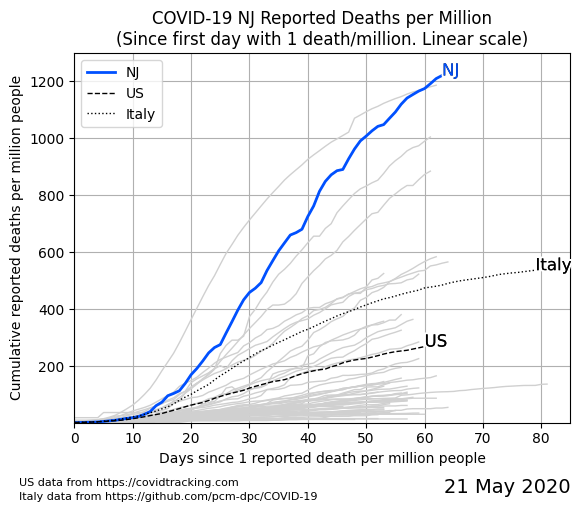 COVID-19 NJ Reported Deaths per Million
(Since first day with 1 death/million. Linear scale)
Cumulative reported deaths per million people
1200
1000
800
600
400
200
NJ
US
Italy
NJ
Italy
US
0
10
20
30
40
50
60
70
80
Days since 1 reported death per million people
US data from https://covidtracking.com
Italy data from https://github.com/pcm-dpc/COVID-19
21 May 2020